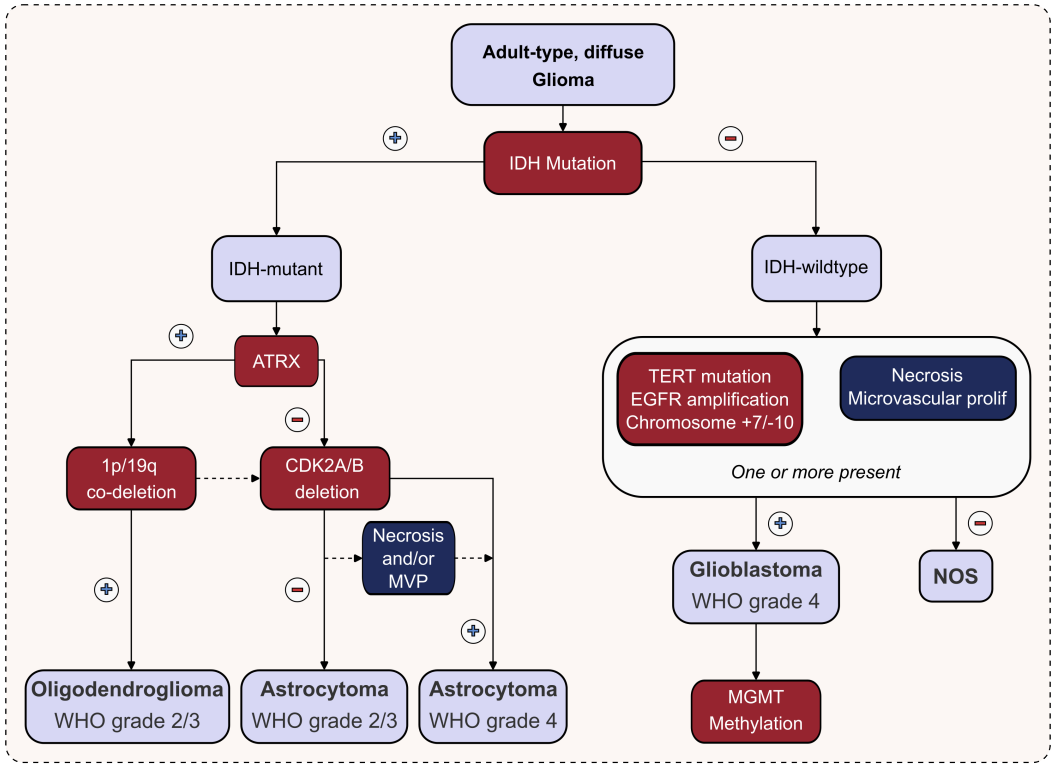 Adult-type, diffuse
Glioma
IDH Mutation
IDH-mutant
IDH-wildtype
ATRX
TERT mutation
EGFR amplification
Chromosome +7/-10
Necrosis
Microvascular prolif
One or more present
1p/19q
co-deletion
CDK2A/B
deletion
Necrosis
and/or
MVP
Glioblastoma
WHO grade 4
NOS
Oligodendroglioma
WHO grade 2/3
Astrocytoma
WHO grade 2/3
Astrocytoma
WHO grade 4
MGMT
Methylation